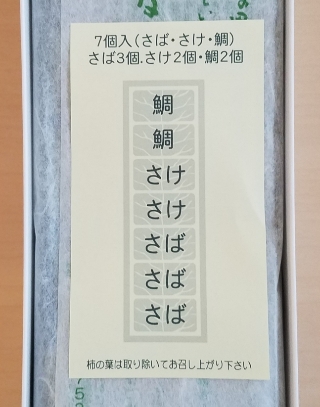 7個入(さば・さけ・鯛)
さば3個.さけ2個・鯛2個
鯛
鯛
さけ
さけ
さば
さば
さば
柿の葉は取り除いてお召し上がり下さい